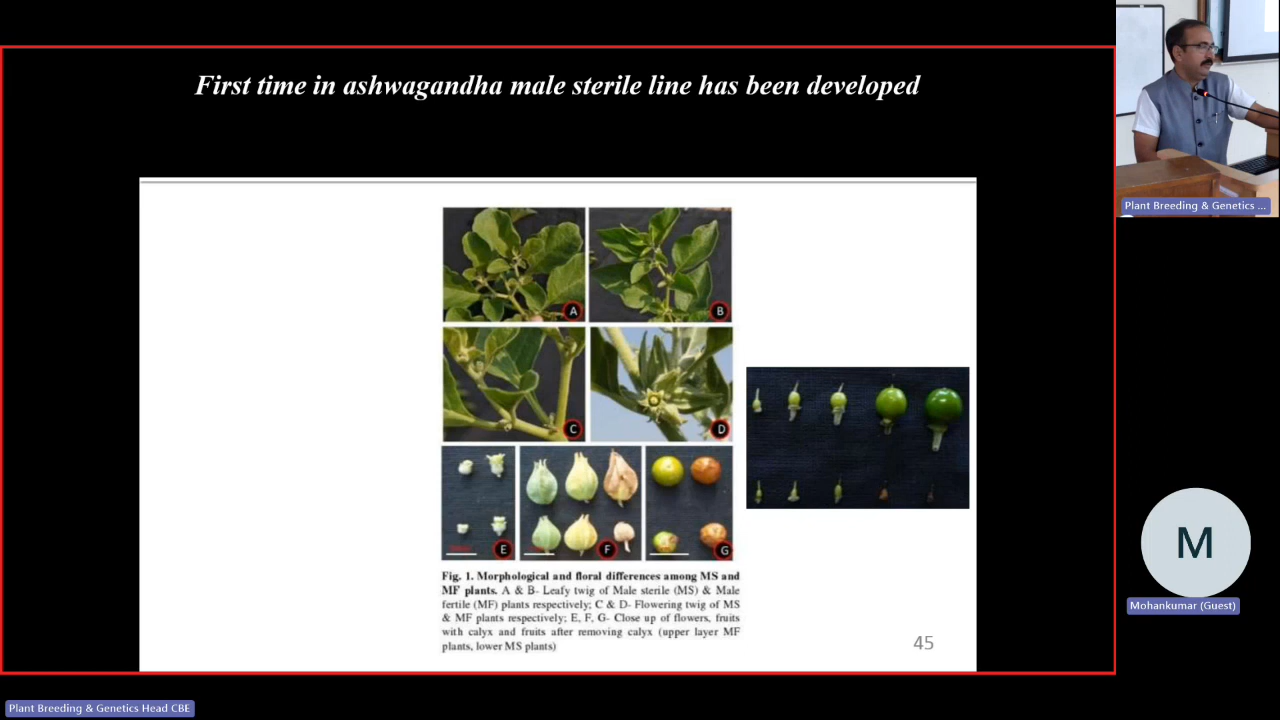 First time in ashwagandha male sterile line has been developed
A
B
C
D
E
F
G
Fig. 1. Morphological and floral differences among MS and
MF plants. A & B- Leafy twig of Male sterile (MS) & Male
fertile (MF) plants respectively; C & D- Flowering twig of MS
& MF plants respectively; E, F, G- Close up of flowers, fruits
with calyx and fruits after removing calyx (upper layer MF
plants, lower MS plants)
45
Plant Breeding & Genetics ...
M
Mohankumar (Guest)
Plant Breeding & Genetics Head CBE